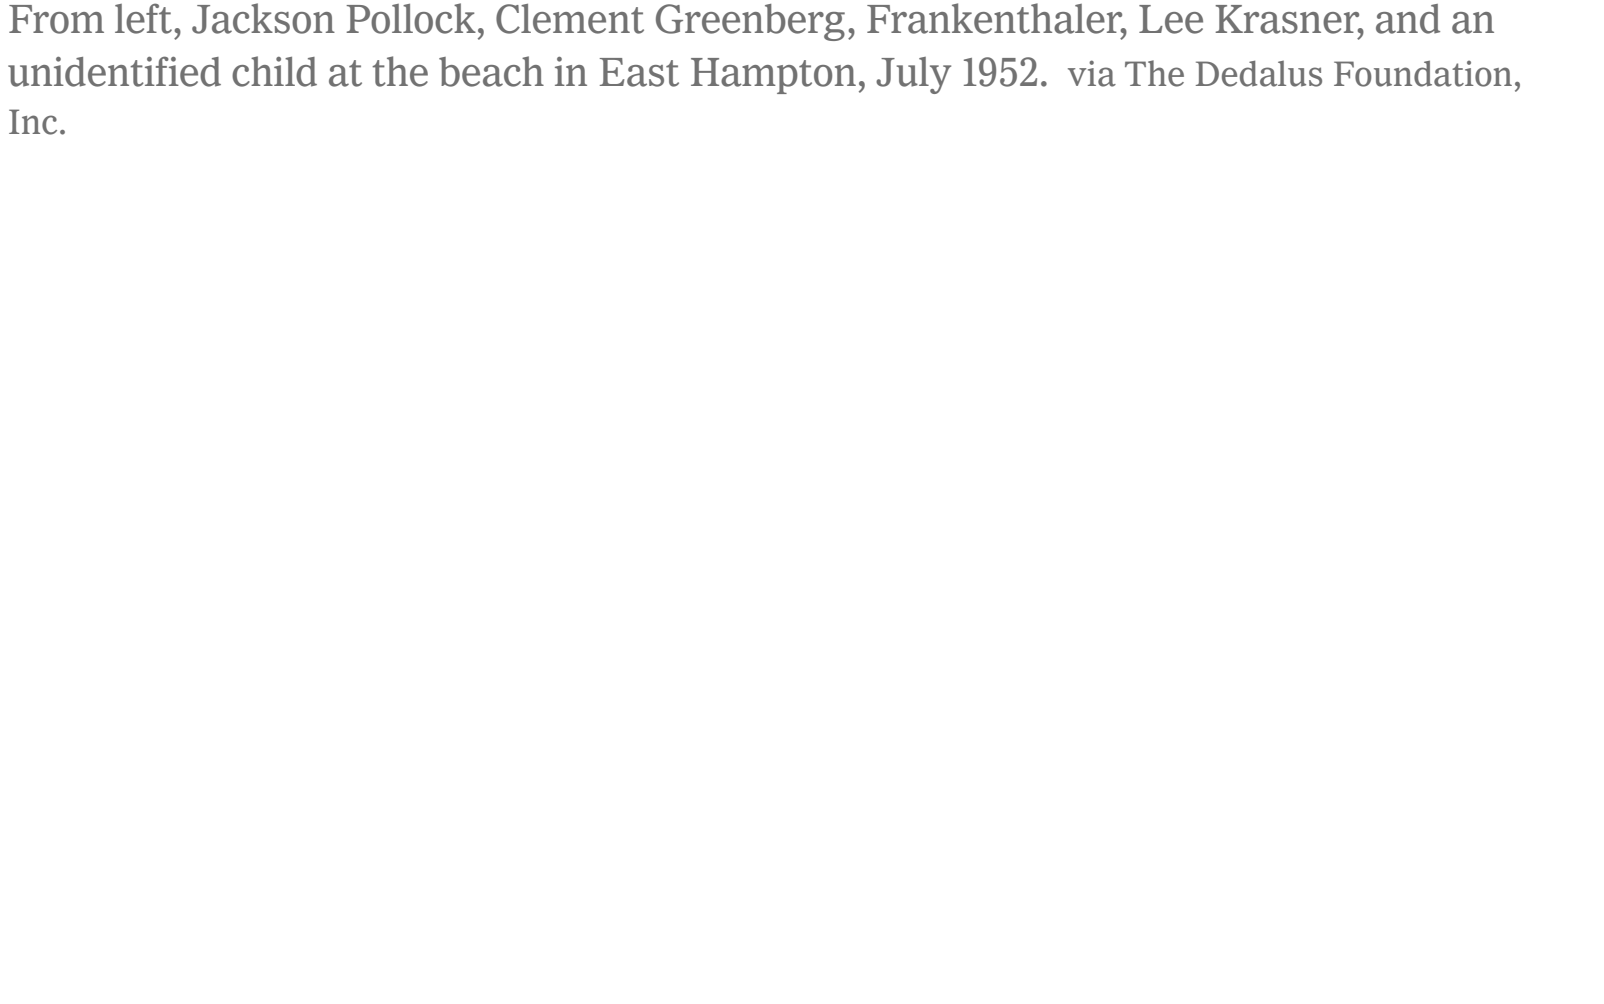 From left, Jackson Pollock, Clement Greenberg, Frankenthaler, Lee Krasner, and an
unidentified child at the beach in East Hampton, July 1952.  via The Dedalus Foundation,
Inc.